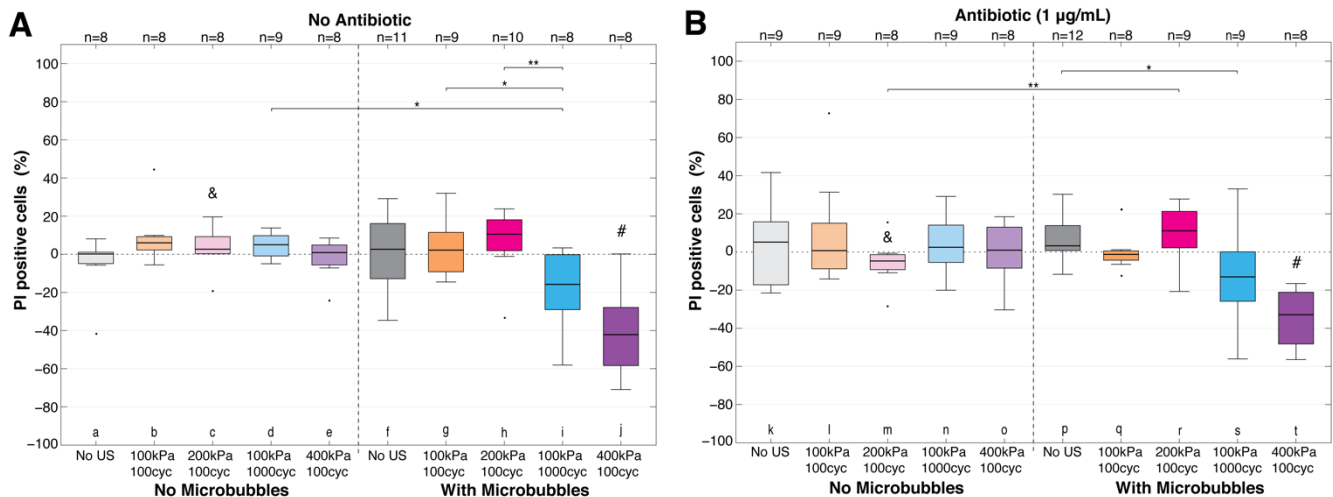 A
No Antibiotic
n=8 n=8 n=8 n=9 n=8 n=11 n=9 n=10 n=8 n=8
PI positive cells (%)
100
80
60
40
20
0
−20
−40
−60
−80
−100
**
*
*
&
#
a b c d e f g h i j
No US 100kPa 200kPa 100kPa 400kPa No US 100kPa 200kPa 100kPa 400kPa
100cyc 100cyc 1000cyc 100cyc 100cyc 100cyc 1000cyc 100cyc
No Microbubbles With Microbubbles
B
Antibiotic (1 µg/mL)
n=9 n=9 n=8 n=9 n=8 n=12 n=8 n=9 n=9 n=8
PI positive cells (%)
100
80
60
40
20
0
−20
−40
−60
−80
−100
*
**
&
#
k l m n o p q r s t
No US 100kPa 200kPa 100kPa 400kPa No US 100kPa 200kPa 100kPa 400kPa
100cyc 100cyc 1000cyc 100cyc 100cyc 100cyc 1000cyc 100cyc
No Microbubbles With Microbubbles